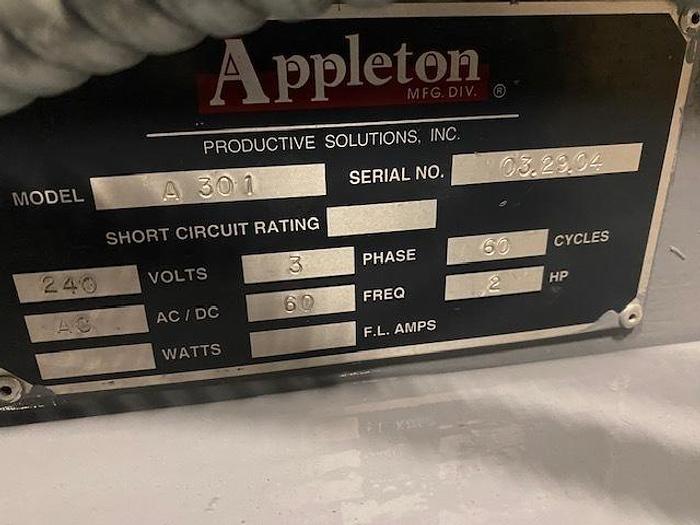 Appleton
MFG. DIV. ®
PRODUCTIVE SOLUTIONS, INC.
MODEL A 301 SERIAL NO. 03.29.04
SHORT CIRCUIT RATING
240 VOLTS 3 PHASE 60 CYCLES
AC AC / DC 60 FREQ 2 HP
WATTS F.L. AMPS